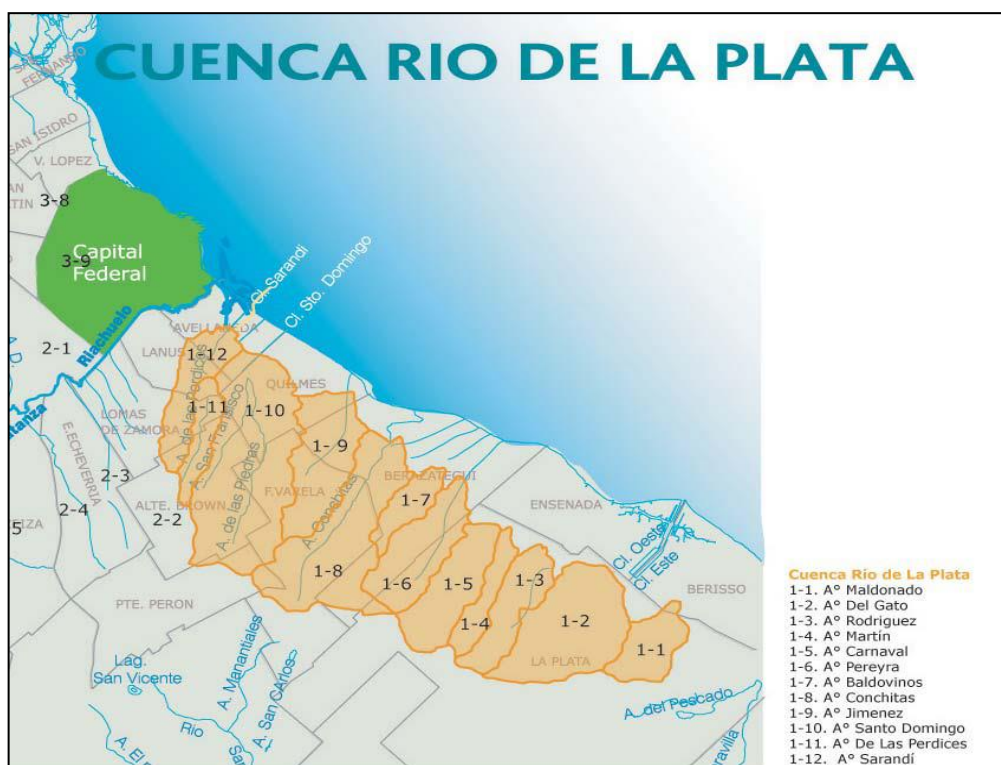 CUENCA RIO DE LA PLATA
SAN
FERNANDO
SAN ISIDRO
V. LOPEZ
TIN
3-8
Capital
3-9
Federal
Cl. Sarandi
Cl. Sto. Domingo
Riachuelo
2-1
tanza
AVELLANEDA
LANUS
1-12
QUILMES
1-11
1-10
A. de las Perdices
A. San Francisco
A. de las Piedras
LOMAS
DE ZAMORA
E.ECHEVERRIA
2-3
2-4
5
ALTE. BROWN
2-2
F.VARELA
1- 9
A. Conchitas
BERAZATEGUI
1-7
1-8
1-6
1-5
1-4
1-3
1-2
1-1
ENSENADA
Cl. Oeste
Cl. Este
BERISSO
LA PLATA
PTE. PERON
Lag.
San Vicente
A. Manantiales
A. San CArlos
Río
A. del Pescado
Cuenca Río de La Plata
1-1. A° Maldonado
1-2. A° Del Gato
1-3. A° Rodriguez
1-4. A° Martín
1-5. A° Carnaval
1-6. A° Pereyra
1-7. A° Baldovinos
1-8. A° Conchitas
1-9. A° Jimenez
1-10. A° Santo Domingo
1-11. A° De Las Perdices
1-12. A° Sarandí